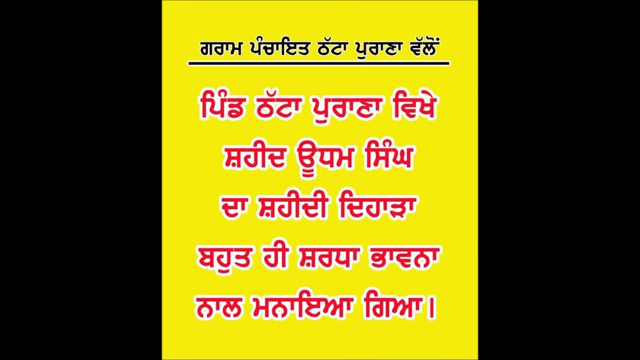 ਗਰਾਮ ਪੰਚਾਇਤ ਠੱਟਾ ਪੁਰਾਣਾ ਵੱਲੋਂ
ਪਿੰਡ ਠੱਟਾ ਪੁਰਾਣਾ ਵਿਖੇ
ਸ਼ਹੀਦ ਊਧਮ ਸਿੰਘ
ਦਾ ਸ਼ਹੀਦੀ ਦਿਹਾੜਾ
ਬਹੁਤ ਹੀ ਸ਼ਰਧਾ ਭਾਵਨਾ
ਨਾਲ ਮਨਾਇਆ ਗਿਆ।